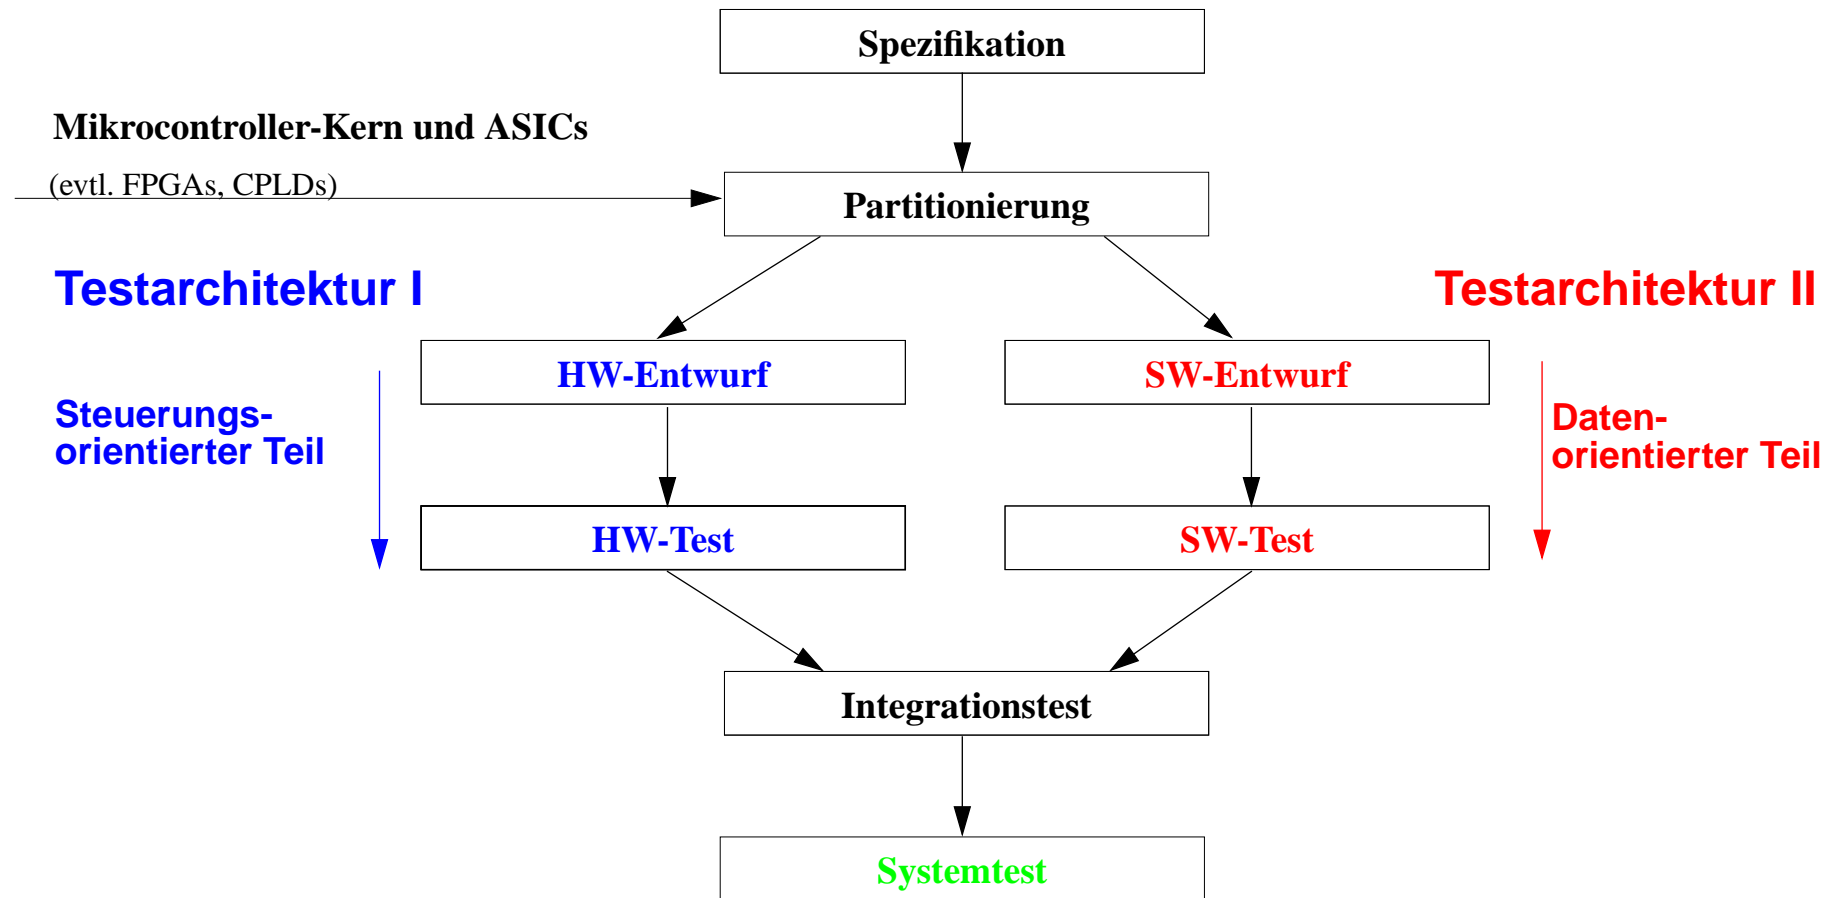 Spezifikation
Mikrocontroller-Kern und ASICs
(evtl. FPGAs, CPLDs)
Partitionierung
Testarchitektur I
Testarchitektur II
HW-Entwurf
SW-Entwurf
Steuerungs-
orientierter Teil
Daten-
orientierter Teil
HW-Test
SW-Test
Integrationstest
Systemtest